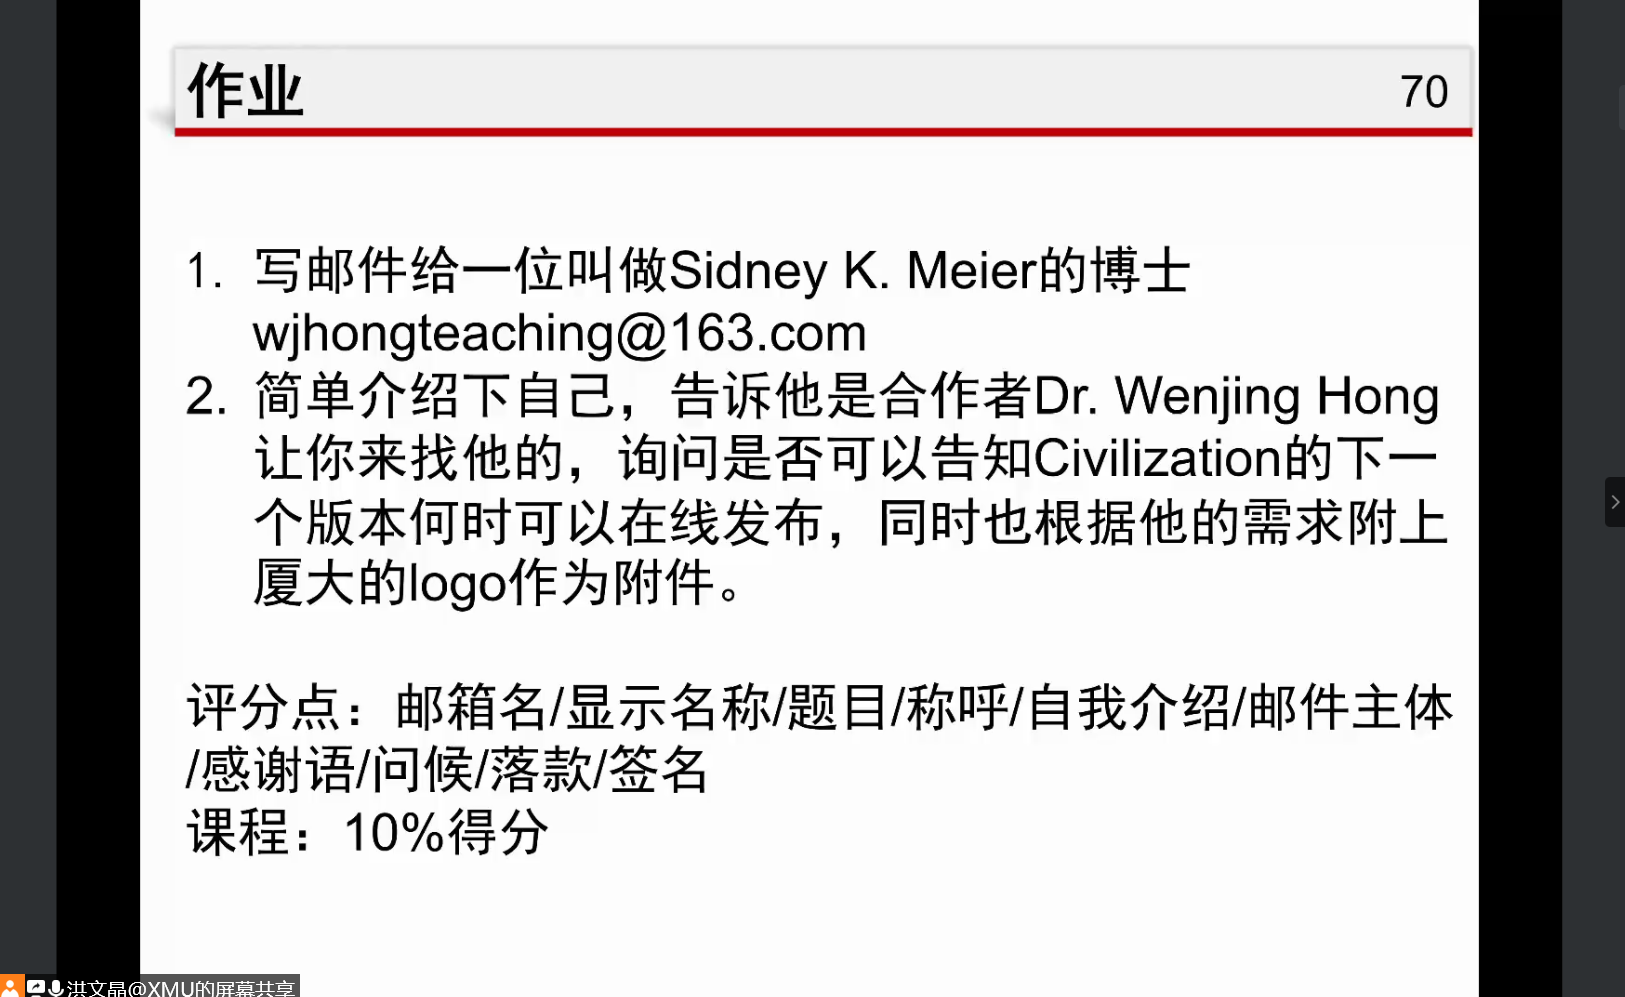 作业
70
1. 写邮件给一位叫做Sidney K. Meier的博士
wjhongteaching@163.com
2. 简单介绍下自己，告诉他是合作者Dr. Wenjing Hong
让你来找他的，询问是否可以告知Civilization的下一
个版本何时可以在线发布，同时也根据他的需求附上
厦大的logo作为附件。
评分点：邮箱名/显示名称/题目/称呼/自我介绍/邮件主体
/感谢语/问候/落款/签名
课程：10%得分
洪文晶@XMU的屏幕共享